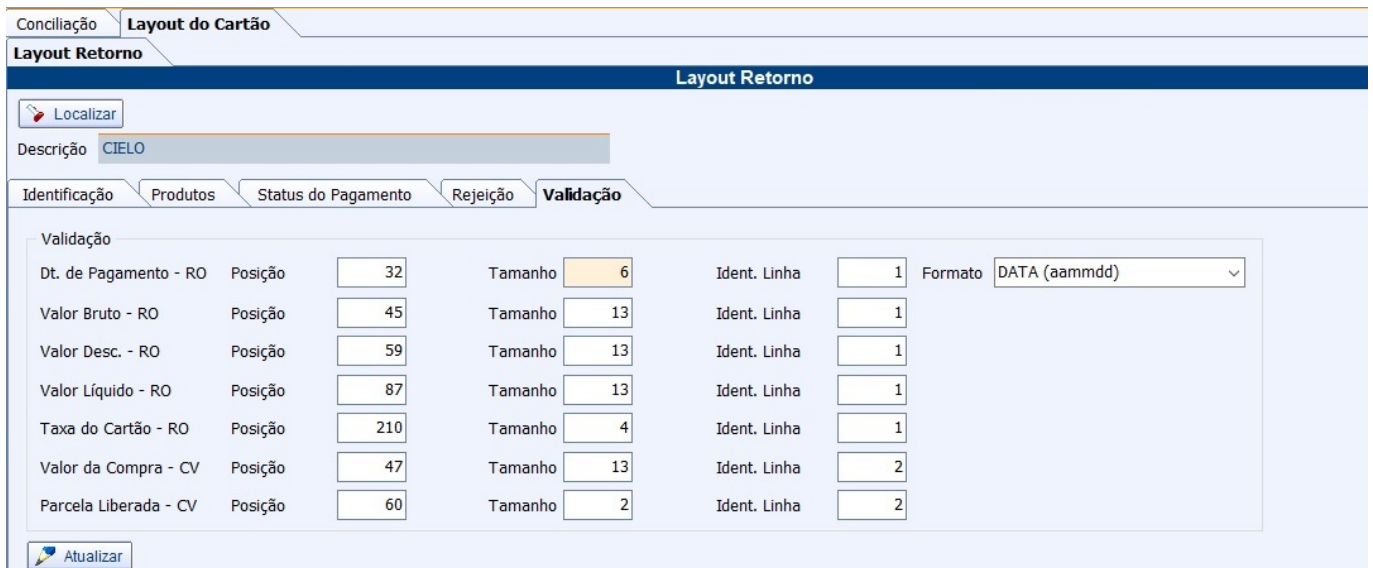 Conciliação Layout do Cartão
Layout Retorno
Layout Retorno
Localizar
Descrição CIELO
Identificação Produtos Status do Pagamento Rejeição Validação
Validação
Dt. de Pagamento - RO Posição 32 Tamanho 6 Ident. Linha 1 Formato DATA (aammdd)
Valor Bruto - RO Posição 45 Tamanho 13 Ident. Linha 1
Valor Desc. - RO Posição 59 Tamanho 13 Ident. Linha 1
Valor Líquido - RO Posição 87 Tamanho 13 Ident. Linha 1
Taxa do Cartão - RO Posição 210 Tamanho 4 Ident. Linha 1
Valor da Compra - CV Posição 47 Tamanho 13 Ident. Linha 2
Parcela Liberada - CV Posição 60 Tamanho 2 Ident. Linha 2
Atualizar